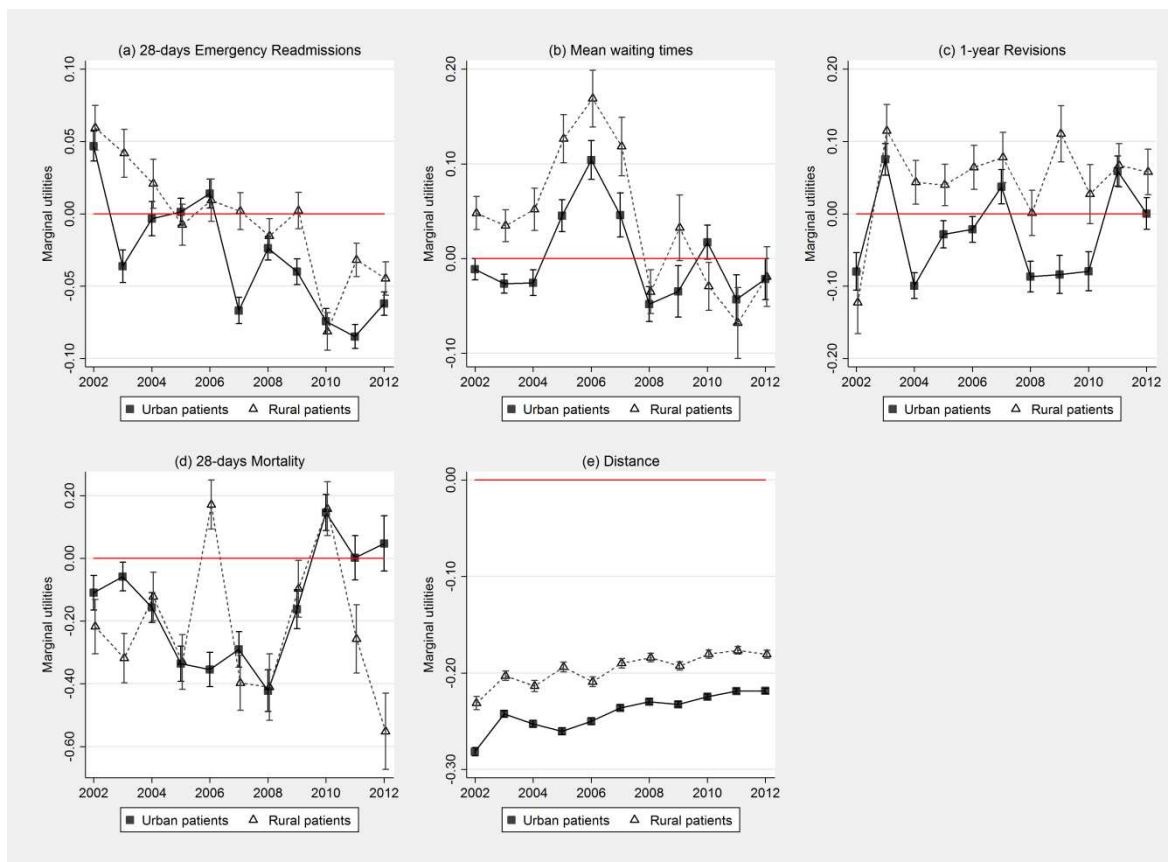 (a) 28-days Emergency Readmissions
Marginal utilities
0.10
0.05
0.00
-0.05
-0.10
2002 2004 2006 2008 2010 2012
Urban patients Rural patients
(b) Mean waiting times
Marginal utilities
0.20
0.10
0.00
-0.10
2002 2004 2006 2008 2010 2012
Urban patients Rural patients
(c) 1-year Revisions
Marginal utilities
0.20
0.10
0.00
-0.10
-0.20
2002 2004 2006 2008 2010 2012
Urban patients Rural patients
(d) 28-days Mortality
Marginal utilities
0.20
0.00
-0.20
-0.40
-0.60
2002 2004 2006 2008 2010 2012
Urban patients Rural patients
(e) Distance
Marginal utilities
0.00
-0.10
-0.20
-0.30
2002 2004 2006 2008 2010 2012
Urban patients Rural patients